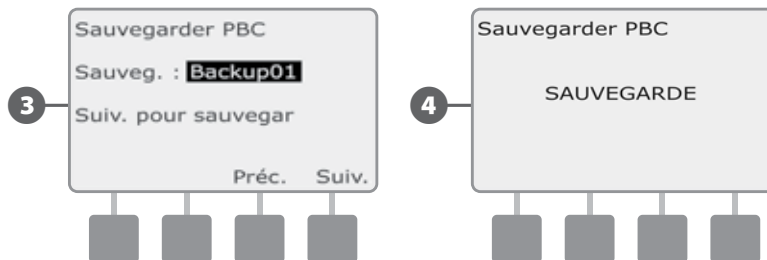 3
Sauvegarder PBC
Sauveg. : Backup01
Suiv. pour sauvegar
Préc. Suiv.
4
Sauvegarder PBC
SAUVEGARDE